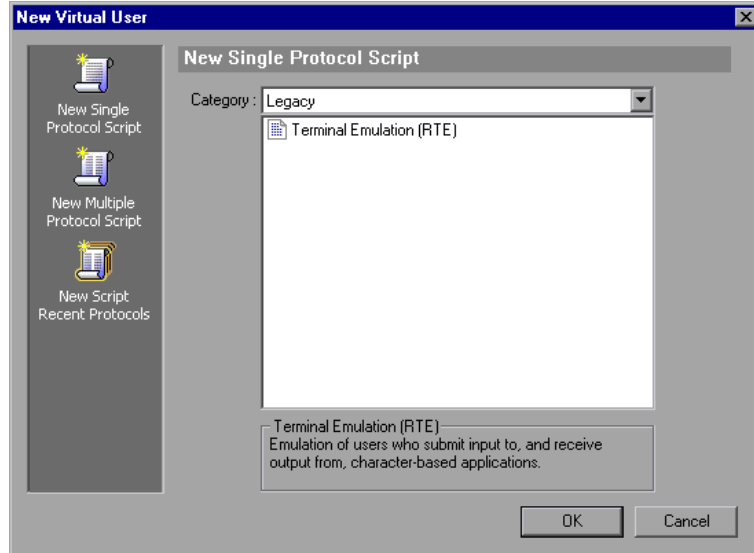 New Virtual User
New Single
Protocol Script
New Multiple
Protocol Script
New Script
Recent Protocols
New Single Protocol Script
Category : Legacy
Terminal Emulation (RTE)
Terminal Emulation (RTE)
Emulation of users who submit input to, and receive
output from, character-based applications.
OK Cancel